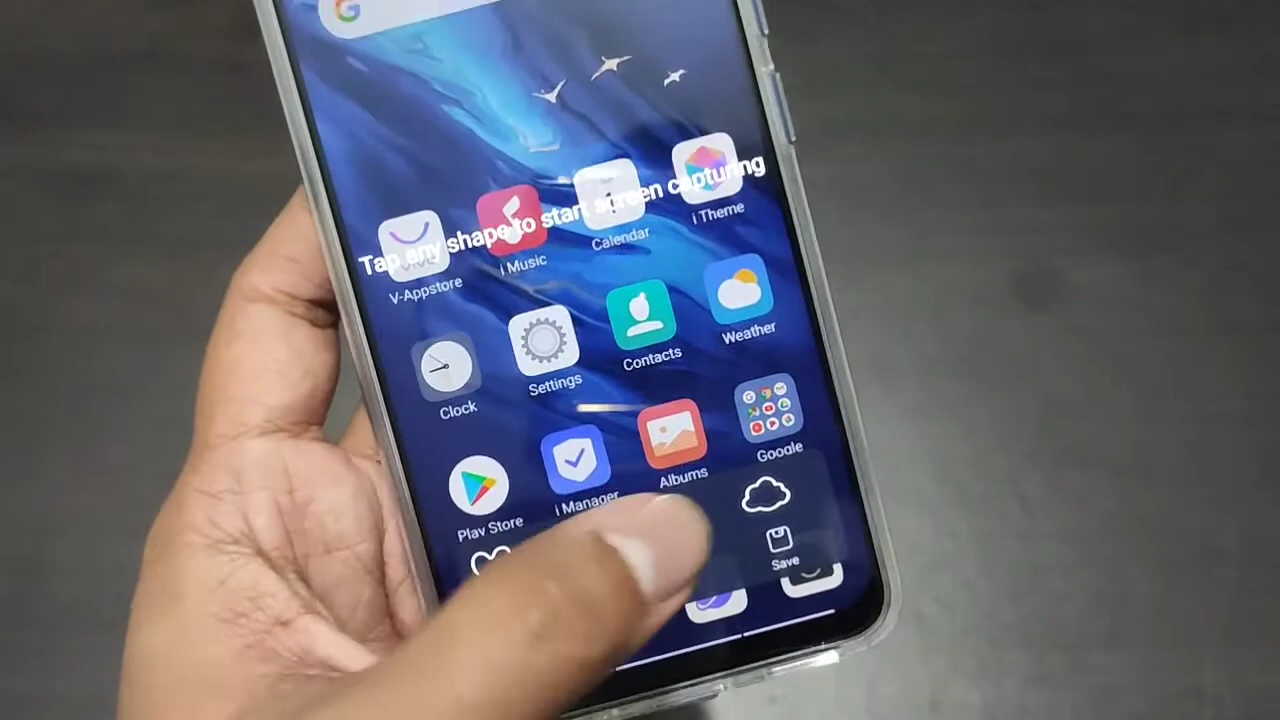 Tap any shape to start screen capturing
vivo
V-Appstore
i Music
Calendar
i Theme
Clock
Settings
Contacts
Weather
Play Store
i Manager
Albums
Google
Save